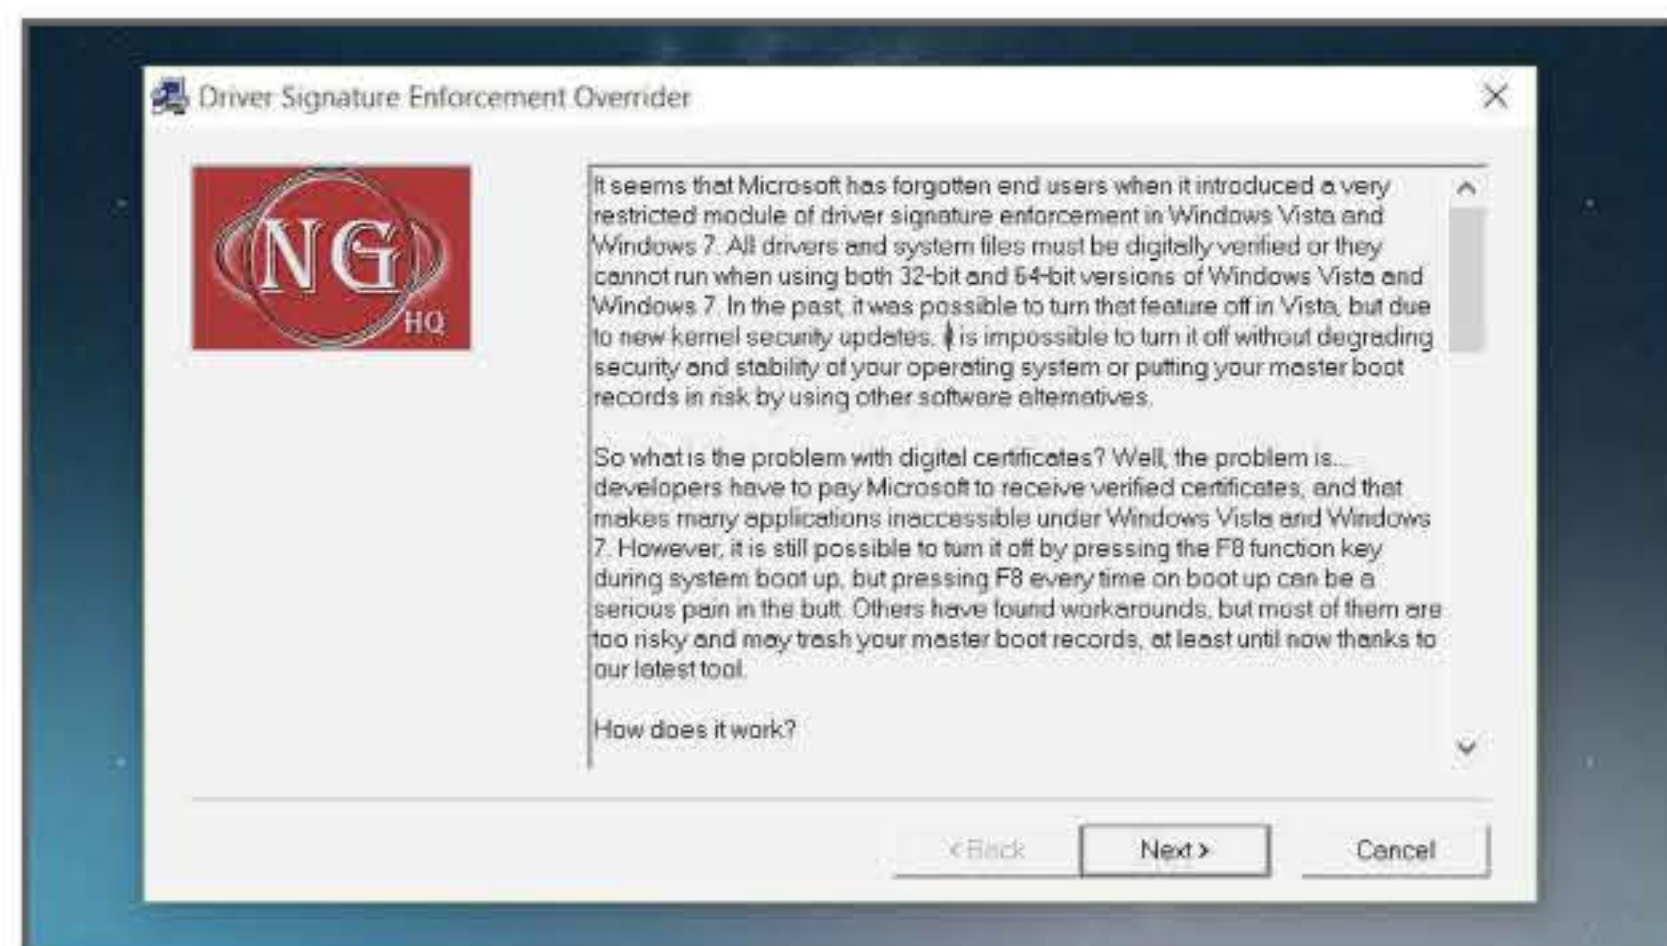 Driver Signature Enforcement Overrider
NG
HQ
It seems that Microsoft has forgotten end users when it introduced a very
restricted module of driver signature enforcement in Windows Vista and
Windows 7. All drivers and system files must be digitally verified or they
cannot run when using both 32-bit and 64-bit versions of Windows Vista and
Windows 7. In the past, it was possible to turn that feature off in Vista, but due
to new kernel security updates, is impossible to turn it off without degrading
security and stability of your operating system or putting your master boot
records in risk by using other software alternatives.
So what is the problem with digital certificates? Well, the problem is...
developers have to pay Microsoft to receive verified certificates, and that
makes many applications inaccessible under Windows Vista and Windows
7. However, it is still possible to turn it off by pressing the F8 function key
during system boot up, but pressing F8 every time on boot up can be a
serious pain in the butt. Others have found workarounds, but most of them are
too risky and may trash your master boot records, at least until now thanks to
our latest tool.
How does it work?
< Back
Next >
Cancel